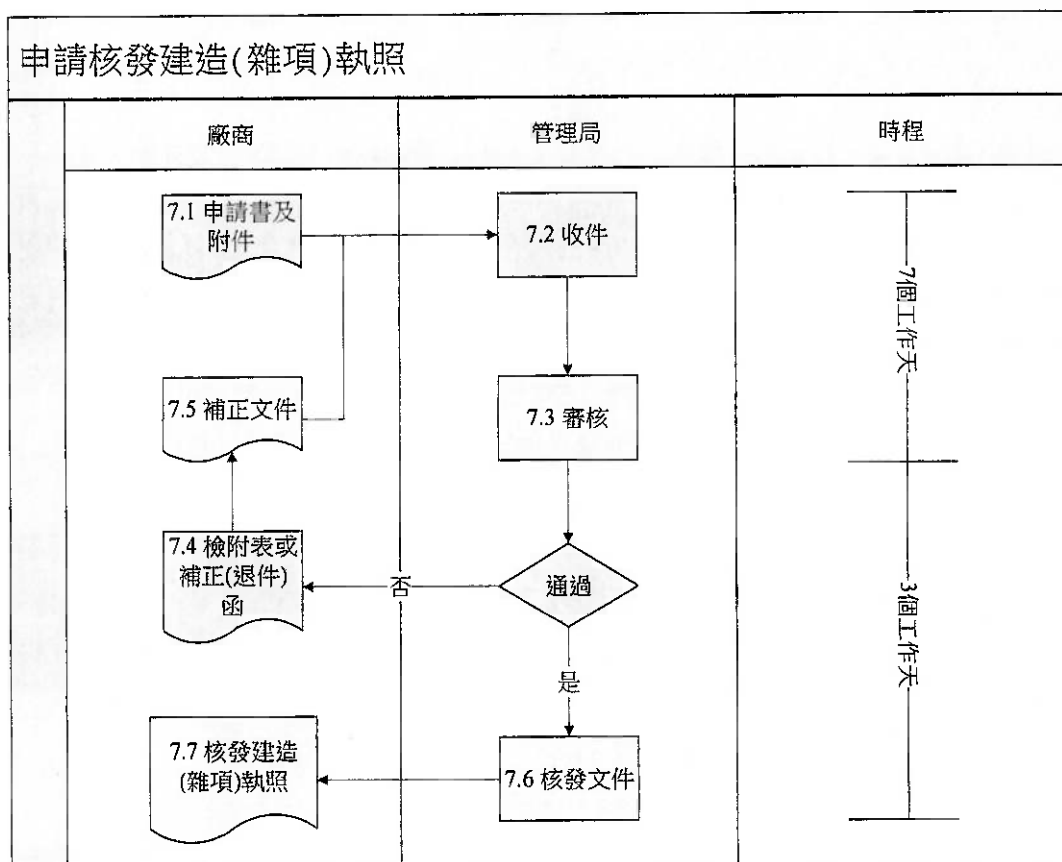 申請核發建造(雜項)執照
廠商
管理局
時程
7.1 申請書及
附件
7.2 收件
7個工作天
7.5 補正文件
7.3 審核
7.4 檢附表或
補正(退件)
函
否
通過
3個工作天
是
7.7 核發建造
(雜項)執照
7.6 核發文件